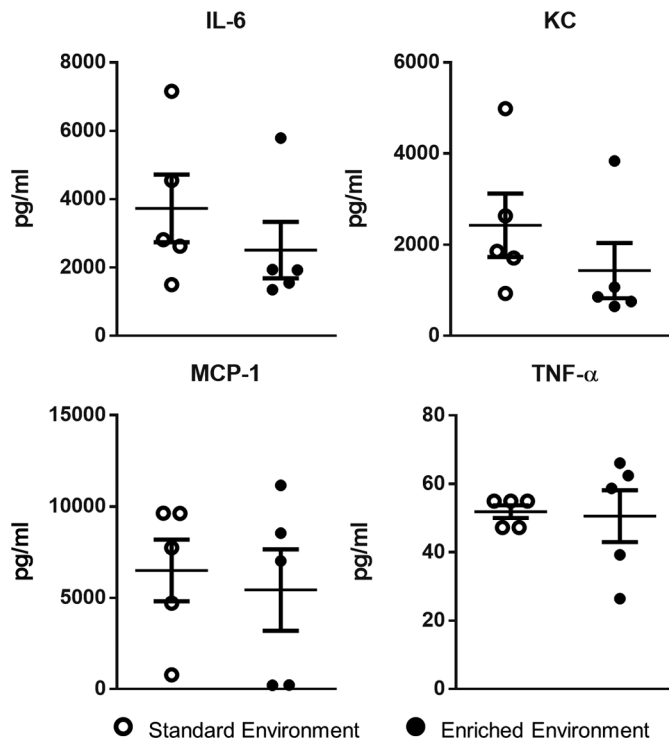 IL-6
8000
6000
4000
2000
0
pg/ml
KC
6000
4000
2000
0
pg/ml
MCP-1
15000
10000
5000
0
pg/ml
TNF-α
80
60
40
20
0
pg/ml
Standard Environment
Enriched Environment